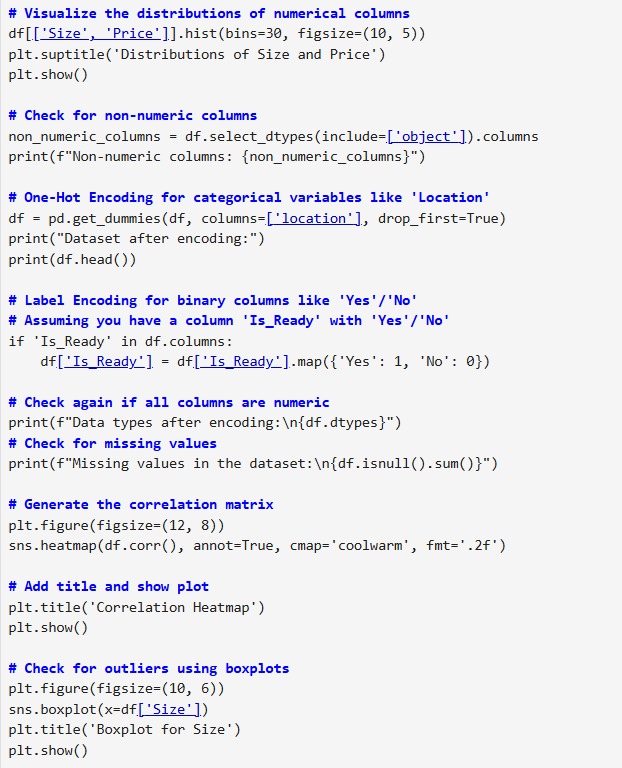 # Visualize the distributions of numerical columns
df[['Size', 'Price']].hist(bins=30, figsize=(10, 5))
plt.suptitle('Distributions of Size and Price')
plt.show()

# Check for non-numeric columns
non_numeric_columns = df.select_dtypes(include=['object']).columns
print(f"Non-numeric columns: {non_numeric_columns}")

# One-Hot Encoding for categorical variables like 'Location'
df = pd.get_dummies(df, columns=['location'], drop_first=True)
print("Dataset after encoding:")
print(df.head())

# Label Encoding for binary columns like 'Yes'/'No'
# Assuming you have a column 'Is_Ready' with 'Yes'/'No'
if 'Is_Ready' in df.columns:
    df['Is_Ready'] = df['Is_Ready'].map({'Yes': 1, 'No': 0})

# Check again if all columns are numeric
print(f"Data types after encoding:\n{df.dtypes}")
# Check for missing values
print(f"Missing values in the dataset:\n{df.isnull().sum()}")

# Generate the correlation matrix
plt.figure(figsize=(12, 8))
sns.heatmap(df.corr(), annot=True, cmap='coolwarm', fmt='.2f')

# Add title and show plot
plt.title('Correlation Heatmap')
plt.show()

# Check for outliers using boxplots
plt.figure(figsize=(10, 6))
sns.boxplot(x=df['Size'])
plt.title('Boxplot for Size')
plt.show()